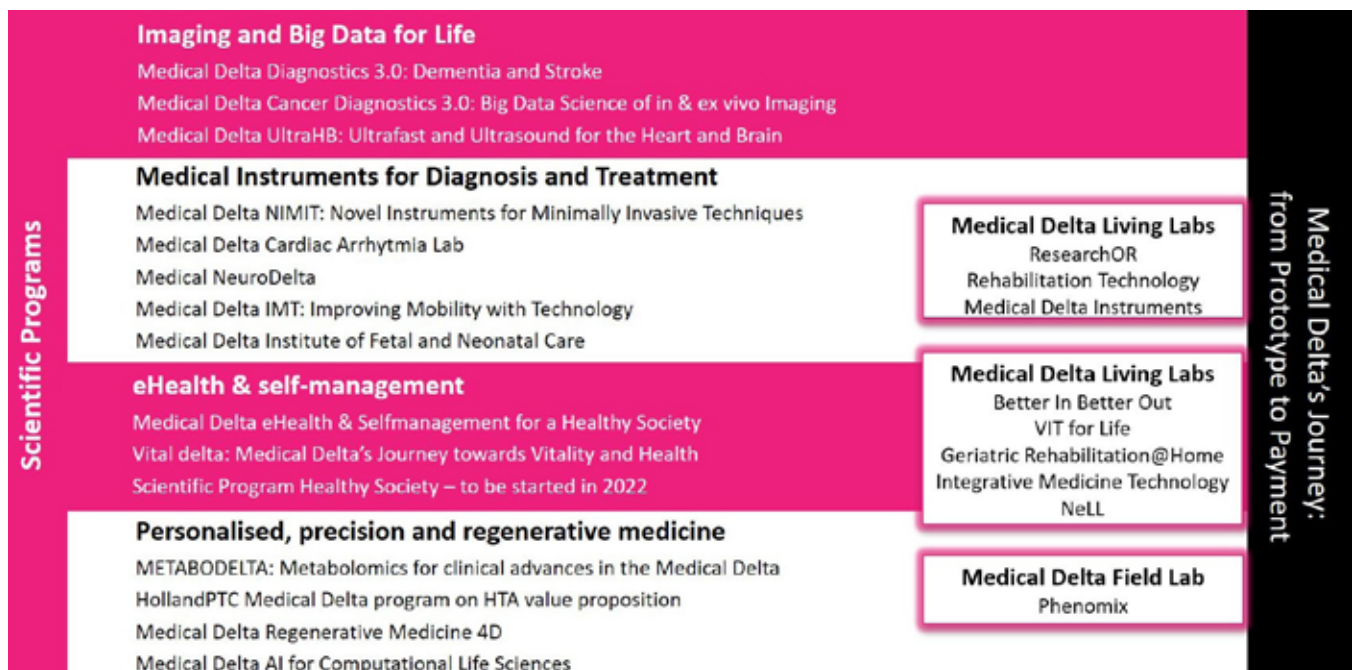 Scientific Programs
Imaging and Big Data for Life
Medical Delta Diagnostics 3.0: Dementia and Stroke
Medical Delta Cancer Diagnostics 3.0: Big Data Science of in & ex vivo Imaging
Medical Delta UltraHB: Ultrafast and Ultrasound for the Heart and Brain
Medical Instruments for Diagnosis and Treatment
Medical Delta NIMIT: Novel Instruments for Minimally Invasive Techniques
Medical Delta Cardiac Arrhytmia Lab
Medical NeuroDelta
Medical Delta IMT: Improving Mobility with Technology
Medical Delta Institute of Fetal and Neonatal Care
Medical Delta Living Labs
ResearchOR
Rehabilitation Technology
Medical Delta Instruments
eHealth & self-management
Medical Delta eHealth & Selfmanagement for a Healthy Society
Vital delta: Medical Delta's Journey towards Vitality and Health
Scientific Program Healthy Society – to be started in 2022
Medical Delta Living Labs
Better In Better Out
VIT for Life
Geriatric Rehabilitation@Home
Integrative Medicine Technology
NeLL
Personalised, precision and regenerative medicine
METABODELTA: Metabolomics for clinical advances in the Medical Delta
HollandPTC Medical Delta program on HTA value proposition
Medical Delta Regenerative Medicine 4D
Medical Delta AI for Computational Life Sciences
Medical Delta Field Lab
Phenomix
Medical Delta's Journey:
from Prototype to Payment